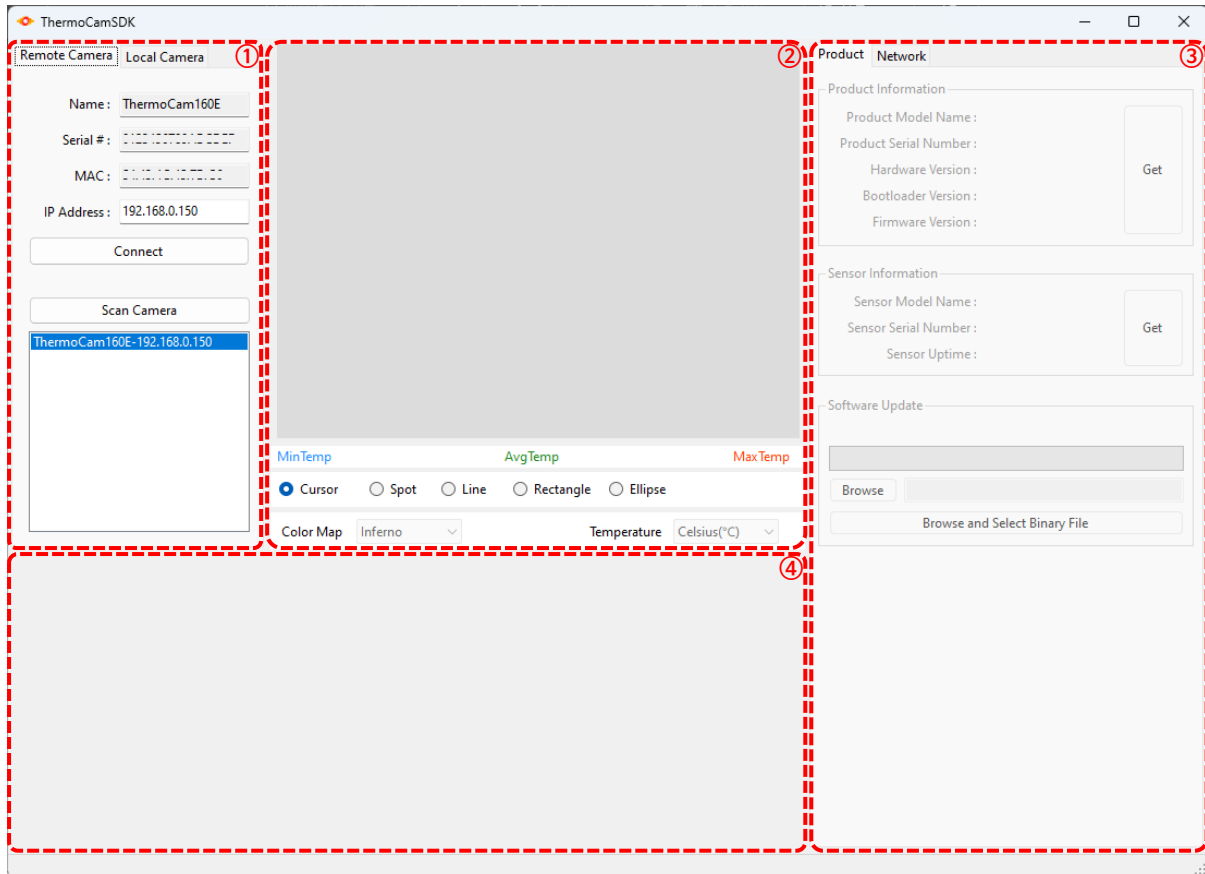 ThermoCamSDK
Remote Camera Local Camera ①
Name : ThermoCam160E
Serial # :
MAC :
IP Address : 192.168.0.150
Connect
Scan Camera
ThermoCam160E-192.168.0.150
②
MinTemp AvgTemp MaxTemp
Cursor Spot Line Rectangle Ellipse
Color Map Inferno Temperature Celsius(°C)
Product Network ③
Product Information
Product Model Name :
Product Serial Number :
Hardware Version :
Bootloader Version :
Firmware Version :
Get
Sensor Information
Sensor Model Name :
Sensor Serial Number :
Sensor Uptime :
Get
Software Update
Browse
Browse and Select Binary File
④